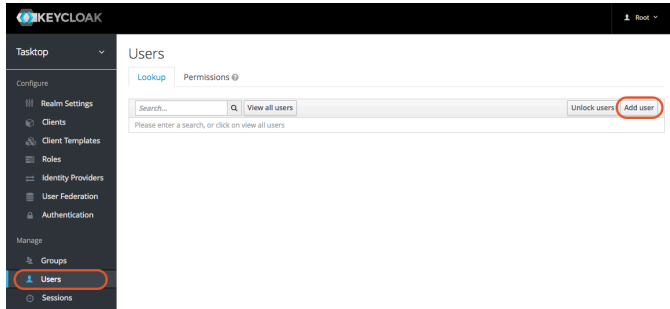 KEYCLOAK
Root
Tasktop
Configure
Realm Settings
Clients
Client Templates
Roles
Identity Providers
User Federation
Authentication
Manage
Groups
Users
Sessions
Users
Lookup Permissions
Search... View all users Unlock users Add user
Please enter a search, or click on view all users